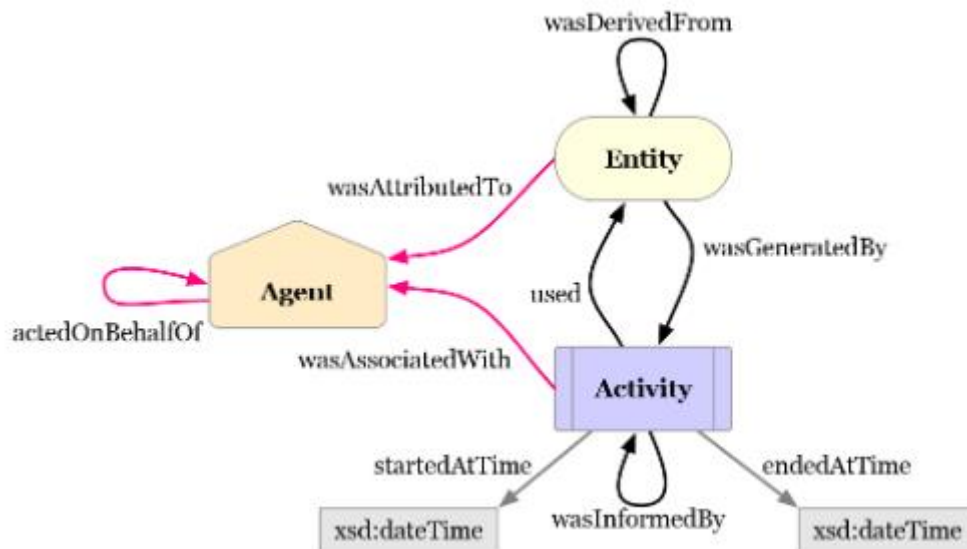 wasDerivedFrom
Entity
wasAttributedTo
wasGeneratedBy
Agent
used
actedOnBehalfOf
wasAssociatedWith
Activity
startedAtTime
endedAtTime
wasInformedBy
xsd:dateTime
xsd:dateTime